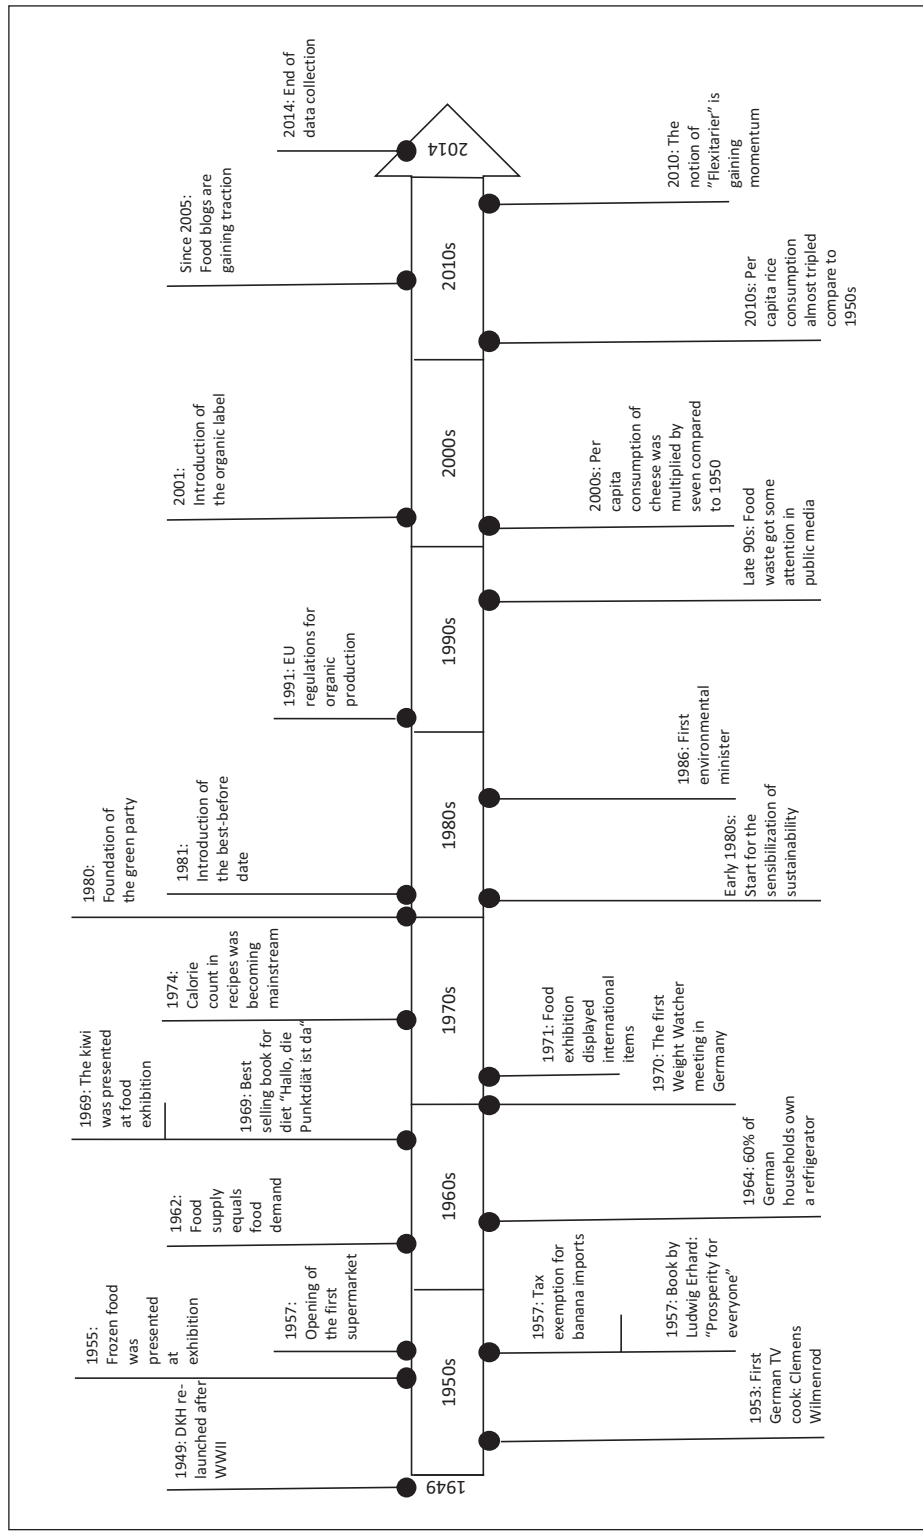 1949: DKH re-
launched after
WWII
1955:
Frozen food
was
presented
at
exhibition
1957:
Opening of
the first
supermarket
1962:
Food
supply
equals
food
demand
1969: The kiwi
was presented
at food
exhibition
1969: Best
selling book for
diet “Hallo, die
Punktdiät ist da“
1974:
Calorie
count in
recipes was
becoming
mainstream
1980:
Foundation of
the green party
1981:
Introduction of
the best-before
date
1991: EU
regulations for
organic
production
2001:
Introduction of
the organic label
Since 2005:
Food blogs are
gaining traction
2014: End of
data collection
1949
1950s
1960s
1970s
1980s
1990s
2000s
2010s
2014
1953: First
German TV
cook: Clemens
Wilmenrod
1957: Tax
exemption for
banana imports
1957: Book by
Ludwig Erhard:
“Prosperity for
everyone”
1964: 60% of
German
households own
a refrigerator
1970: The first
Weight Watcher
meeting in
Germany
1971: Food
exhibition
displayed
international
items
Early 1980s:
Start for the
sensibilization of
sustainability
1986: First
environmental
minister
Late 90s: Food
waste got some
attention in
public media
2000s: Per
capita
consumption of
cheese was
multiplied by
seven compared
to 1950
2010s: Per
capita rice
consumption
almost tripled
compare to
1950s
2010: The
notion of
”Flexitarier” is
gaining
momentum